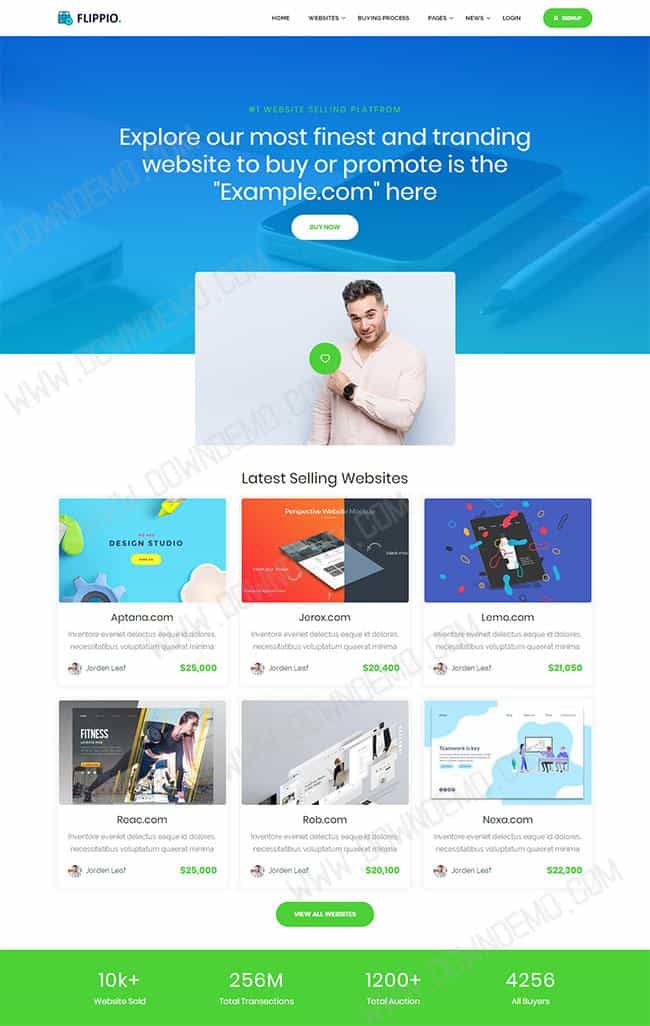 FLIPPIO.
HOME WEBSITES BUYING PROCESS PAGES NEWS LOGIN SIGNUP
#1 WEBSITE SELLING PLATFROM
Explore our most finest and tranding
website to buy or promote is the
"Example.com" here
BUY NOW
Latest Selling Websites
WE ARE
DESIGN STUDIO
Perspective Website Mockup
Aptana.com
Jerox.com
Lemo.com
Inventore eveniet delectus eaque id dolores,
necessitatibus voluptatum quaerat minima
Inventore eveniet delectus eaque id dolores,
necessitatibus voluptatum quaerat minima
Inventore eveniet delectus eaque id dolores,
necessitatibus voluptatum quaerat minima
Jorden Leaf $25,000
Jorden Leaf $20,400
Jorden Leaf $21,050
FITNESS
Teamwork is key
Reac.com
Rob.com
Nexa.com
Inventore eveniet delectus eaque id dolores,
necessitatibus voluptatum quaerat minima
Inventore eveniet delectus eaque id dolores,
necessitatibus voluptatum quaerat minima
Inventore eveniet delectus eaque id dolores,
necessitatibus voluptatum quaerat minima
Jorden Leaf $25,000
Jorden Leaf $20,100
Jorden Leaf $22,300
VIEW ALL WEBSITES
10k+ 256M 1200+ 4256
Website Sold Total Transections Total Auction All Buyers
WWW.DOWNDEMO.COM